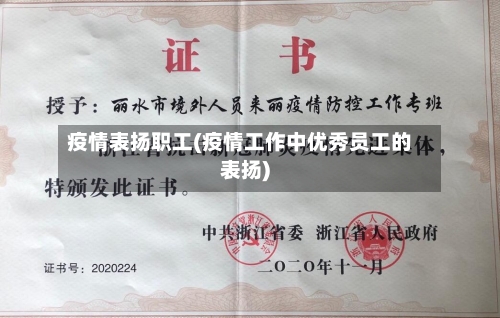 证 书
授予：丽水市境外人员来丽疫情防控工作专班
疫情表扬职工(疫情工作中优秀员工的
表扬)
特颁发此证书。
中共浙江省委 浙江省人民政府
证书号：2020224
二〇二〇年十一月